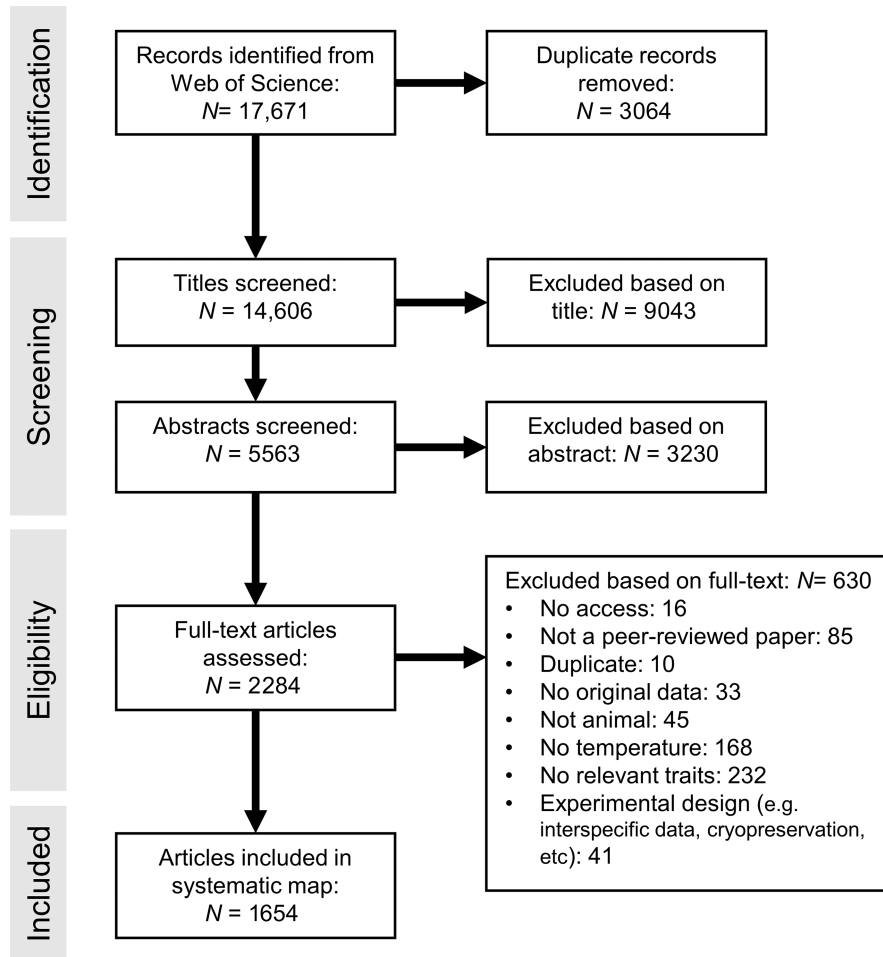 Identification
Records identified from
Web of Science:
N= 17,671
Duplicate records
removed:
N = 3064
Screening
Titles screened:
N = 14,606
Excluded based on
title: N = 9043
Abstracts screened:
N = 5563
Excluded based on
abstract: N = 3230
Eligibility
Full-text articles
assessed:
N = 2284
Excluded based on full-text: N= 630
• No access: 16
• Not a peer-reviewed paper: 85
• Duplicate: 10
• No original data: 33
• Not animal: 45
• No temperature: 168
• No relevant traits: 232
• Experimental design (e.g.
interspecific data, cryopreservation,
etc): 41
Included
Articles included in
systematic map:
N = 1654